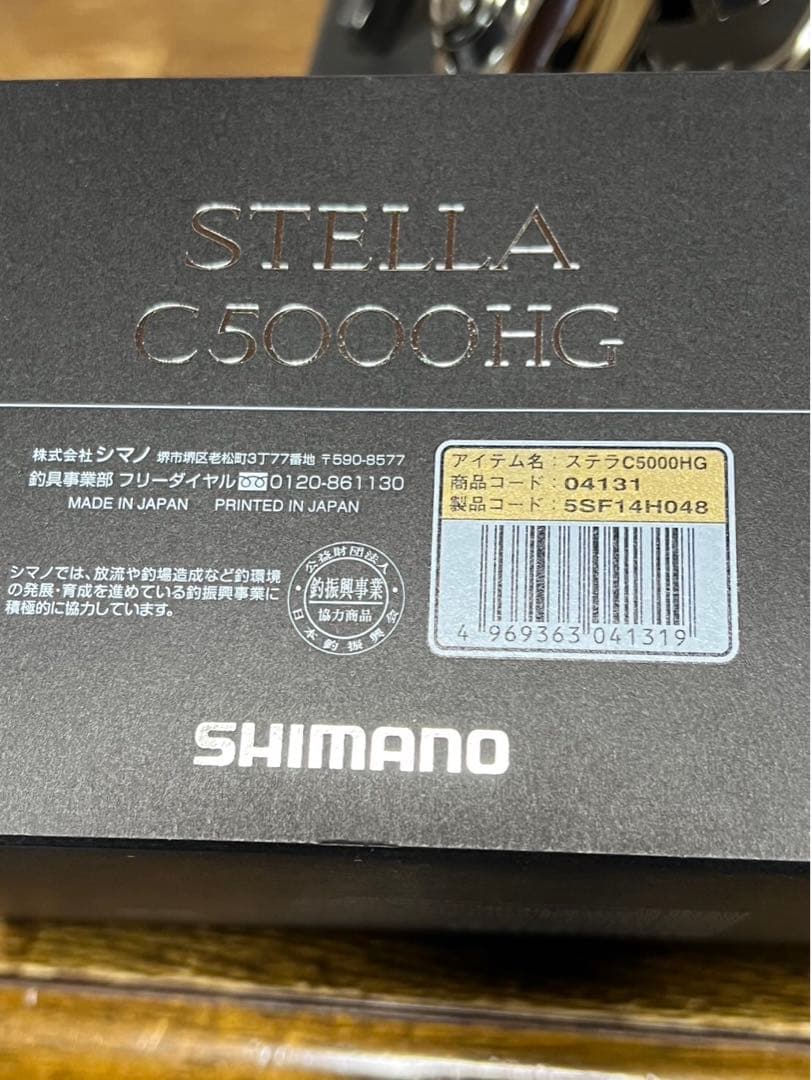 STELLA
C5000HG
株式会社 シマノ 堺市堺区老松町3丁77番地 〒590-8577
釣具事業部 フリーダイヤル 0120-861130
MADE IN JAPAN PRINTED IN JAPAN
シマノでは、放流や釣場造成など釣環境
の発展・育成を進めている釣振興事業に
積極的に協力しています。
公益財団法人
釣振興事業
協力商品
日本釣振興会
アイテム名：ステラC5000HG
商品コード：04131
製品コード：5SF14H048
4 969363 041319
SHIMANO